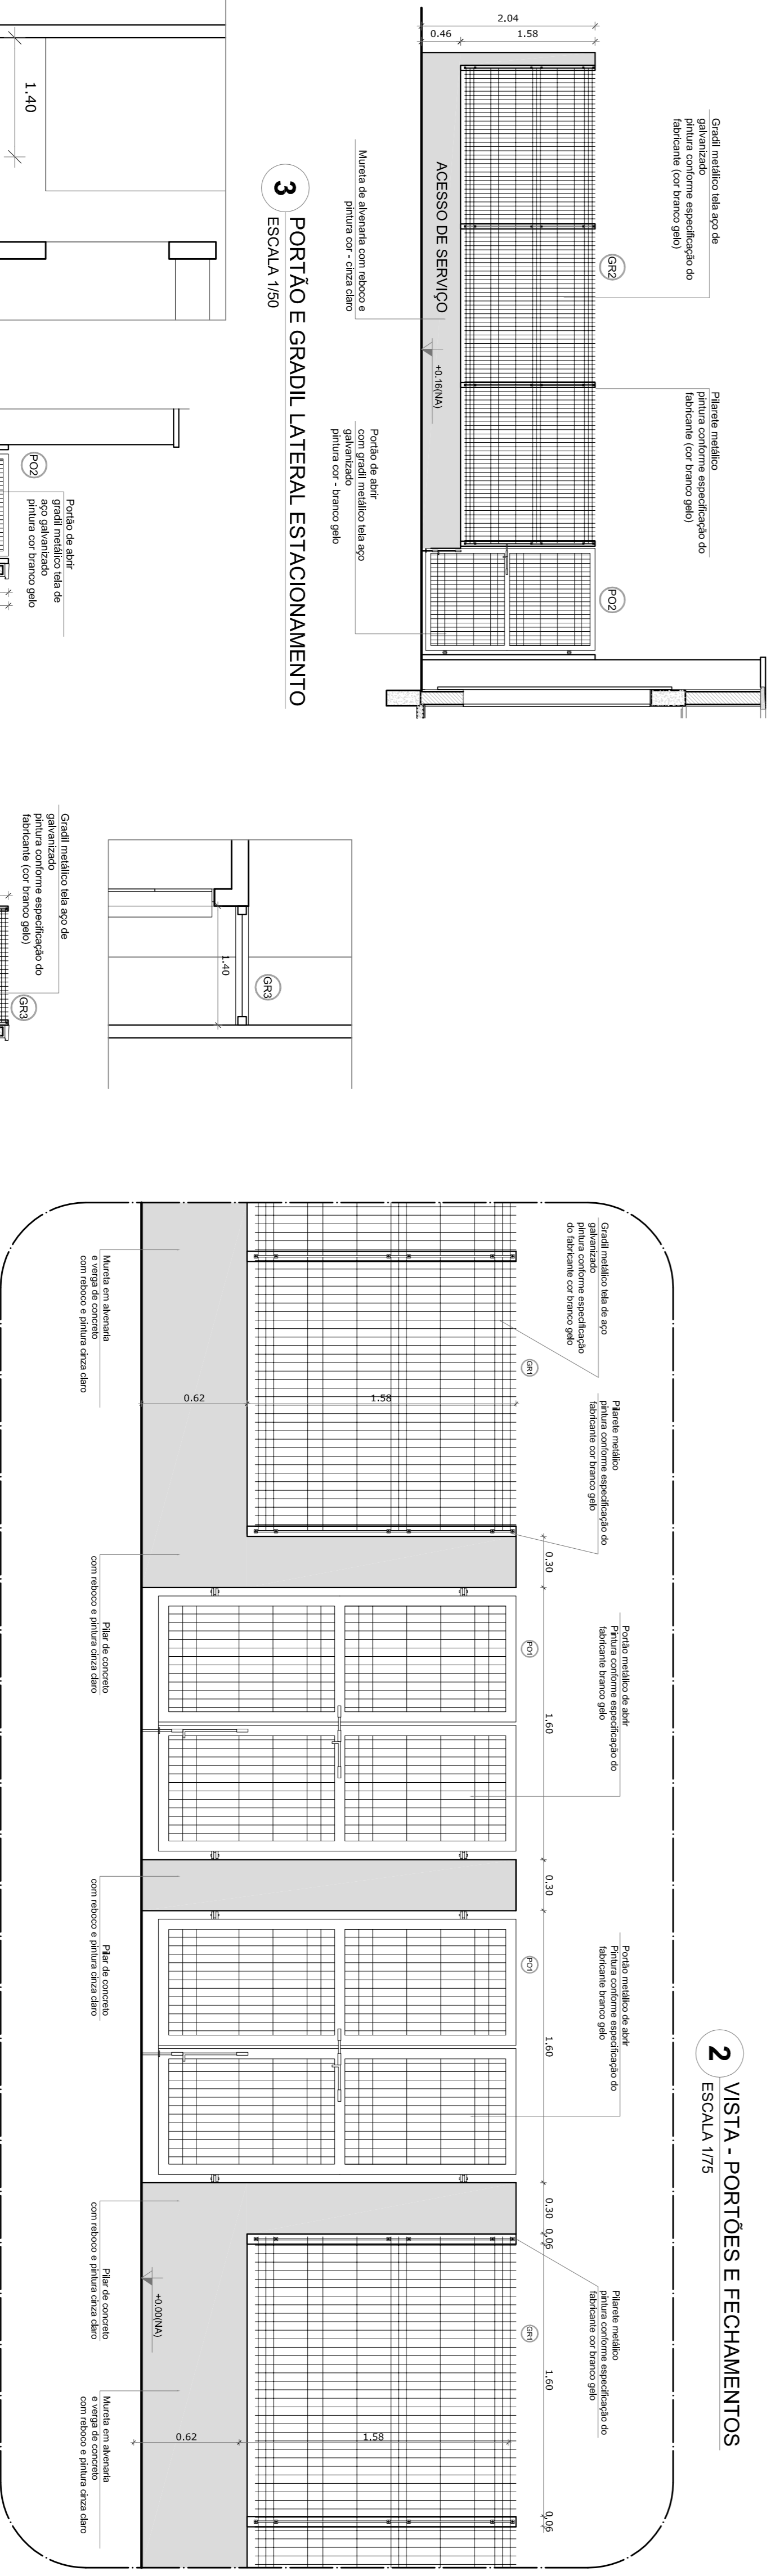 2.04
0.46
1.58
Gradil metálico tela aço de
galvanizado
pintura conforme especificação do
fabricante (cor branco gelo)
GR2
Pilarete metálico
pintura conforme especificação do
fabricante (cor branco gelo)
ACESSO DE SERVIÇO
+0.16(NA)
PO2
Mureta de alvenaria com reboco e
pintura cor - cinza claro
Portão de abrir
com gradil metálico tela aço
galvanizado
pintura cor - branco gelo
3
PORTÃO E GRADIL LATERAL ESTACIONAMENTO
ESCALA 1/50
1.40
PO2
Portão de abrir
gradil metálico tela de
aço galvanizado
pintura cor branco gelo
1.40
GR3
Gradil metálico tela aço de
galvanizado
pintura conforme especificação do
fabricante (cor branco gelo)
GR3
2
VISTA - PORTÕES E FECHAMENTOS
ESCALA 1/75
Gradil metálico tela de aço
galvanizado
pintura conforme especificação
do fabricante cor branco gelo
GR1
Pilarete metálico
pintura conforme especificação do
fabricante cor branco gelo
Portão metálico de abrir
Pintura conforme especificação do
fabricante branco gelo
PO1
Portão metálico de abrir
Pintura conforme especificação do
fabricante branco gelo
PO1
Pilarete metálico
pintura conforme especificação do
fabricante cor branco gelo
GR1
0.30
1.60
0.30
1.60
0.30
0.06
1.60
0.06
0.62
1.58
0.62
1.58
+0.00(NA)
Mureta em alvenaria
e verga de concreto
com reboco e pintura cinza claro
Pilar de concreto
com reboco e pintura cinza claro
Pilar de concreto
com reboco e pintura cinza claro
Pilar de concreto
com reboco e pintura cinza claro
Mureta em alvenaria
e verga de concreto
com reboco e pintura cinza claro